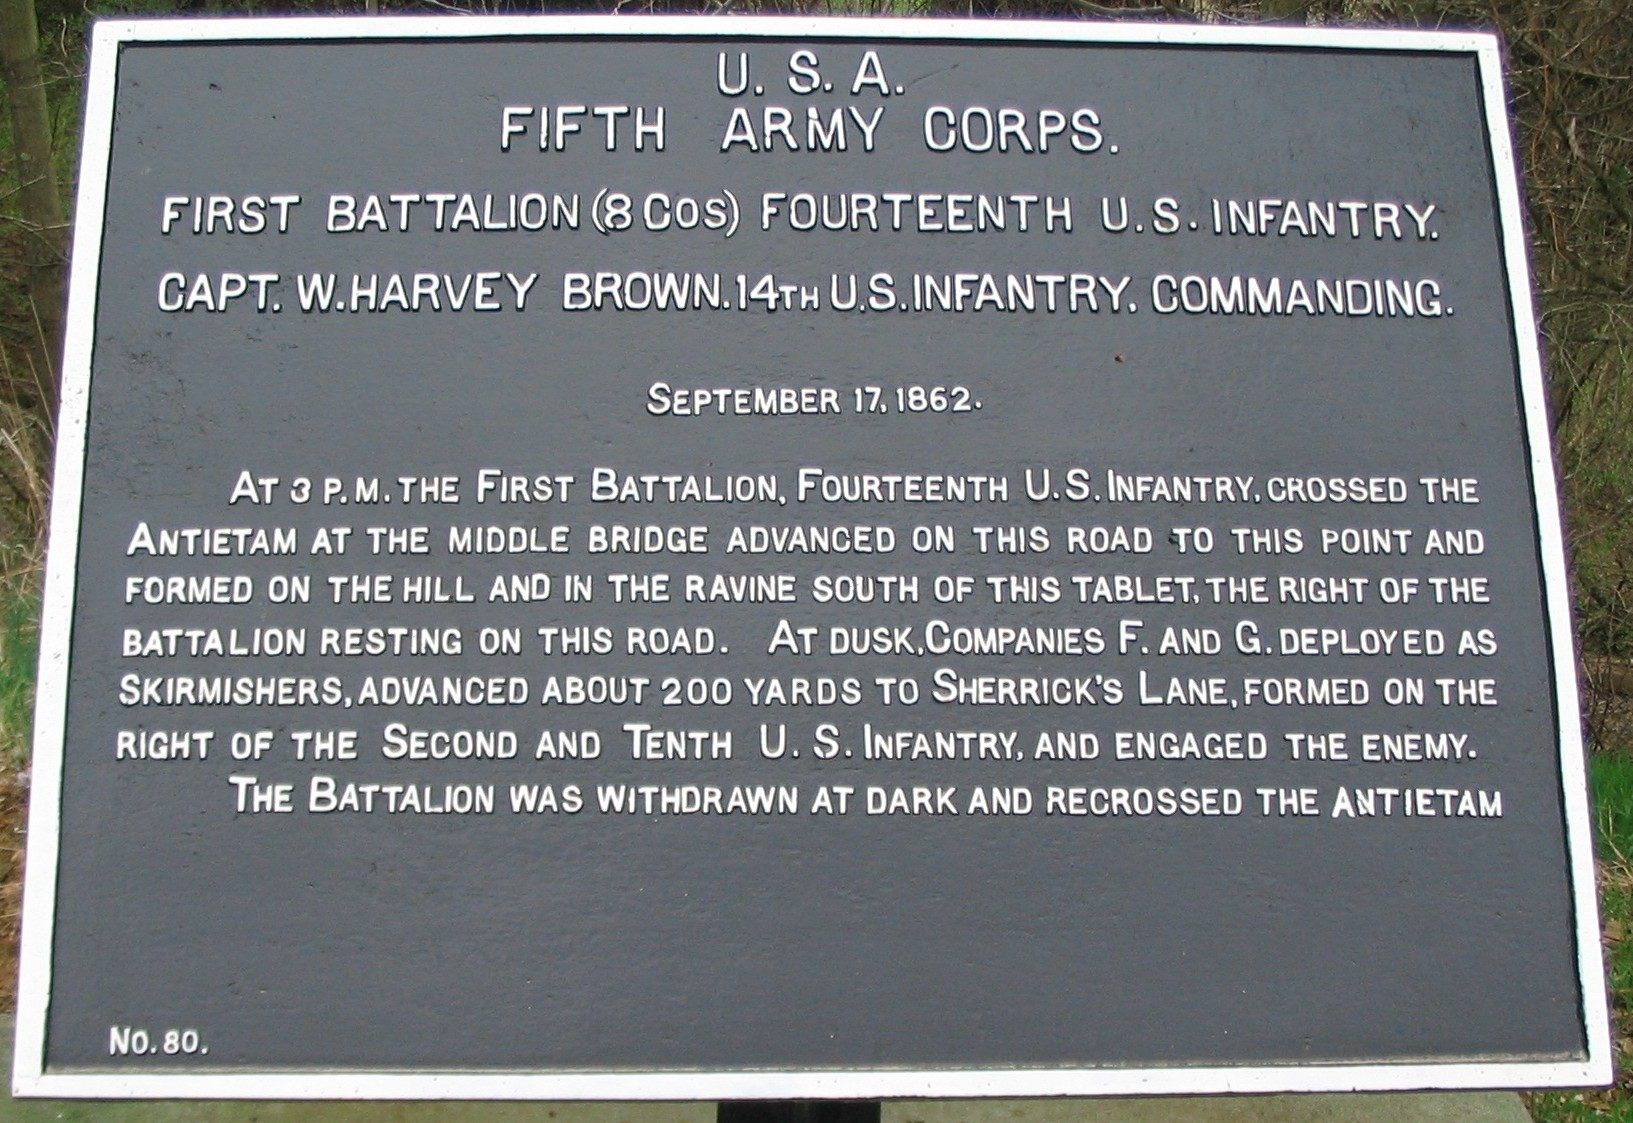 U. S. A.
FIFTH ARMY CORPS.
FIRST BATTALION (8 COS) FOURTEENTH U.S. INFANTRY.
CAPT. W. HARVEY BROWN. 14TH U.S. INFANTRY, COMMANDING.
SEPTEMBER 17, 1862.
AT 3 P.M. THE FIRST BATTALION, FOURTEENTH U.S. INFANTRY, CROSSED THE
ANTIETAM AT THE MIDDLE BRIDGE ADVANCED ON THIS ROAD TO THIS POINT AND
FORMED ON THE HILL AND IN THE RAVINE SOUTH OF THIS TABLET, THE RIGHT OF THE
BATTALION RESTING ON THIS ROAD. AT DUSK, COMPANIES F. AND G. DEPLOYED AS
SKIRMISHERS, ADVANCED ABOUT 200 YARDS TO SHERRICK'S LANE, FORMED ON THE
RIGHT OF THE SECOND AND TENTH U. S. INFANTRY, AND ENGAGED THE ENEMY.
THE BATTALION WAS WITHDRAWN AT DARK AND RECROSSED THE ANTIETAM
NO. 80.